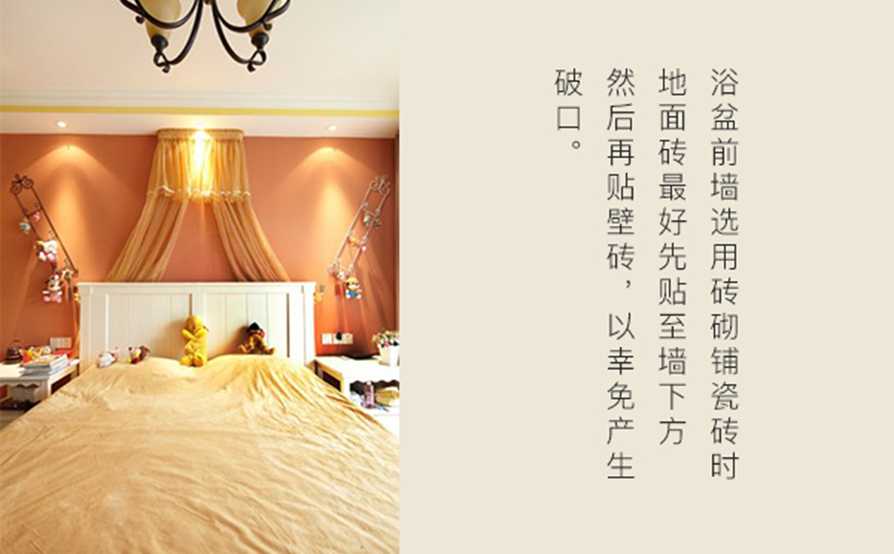 浴盆前墙选用砖砌铺瓷砖时
地面砖最好先贴至墙下方
然后再贴壁砖，以幸免产生
破口。